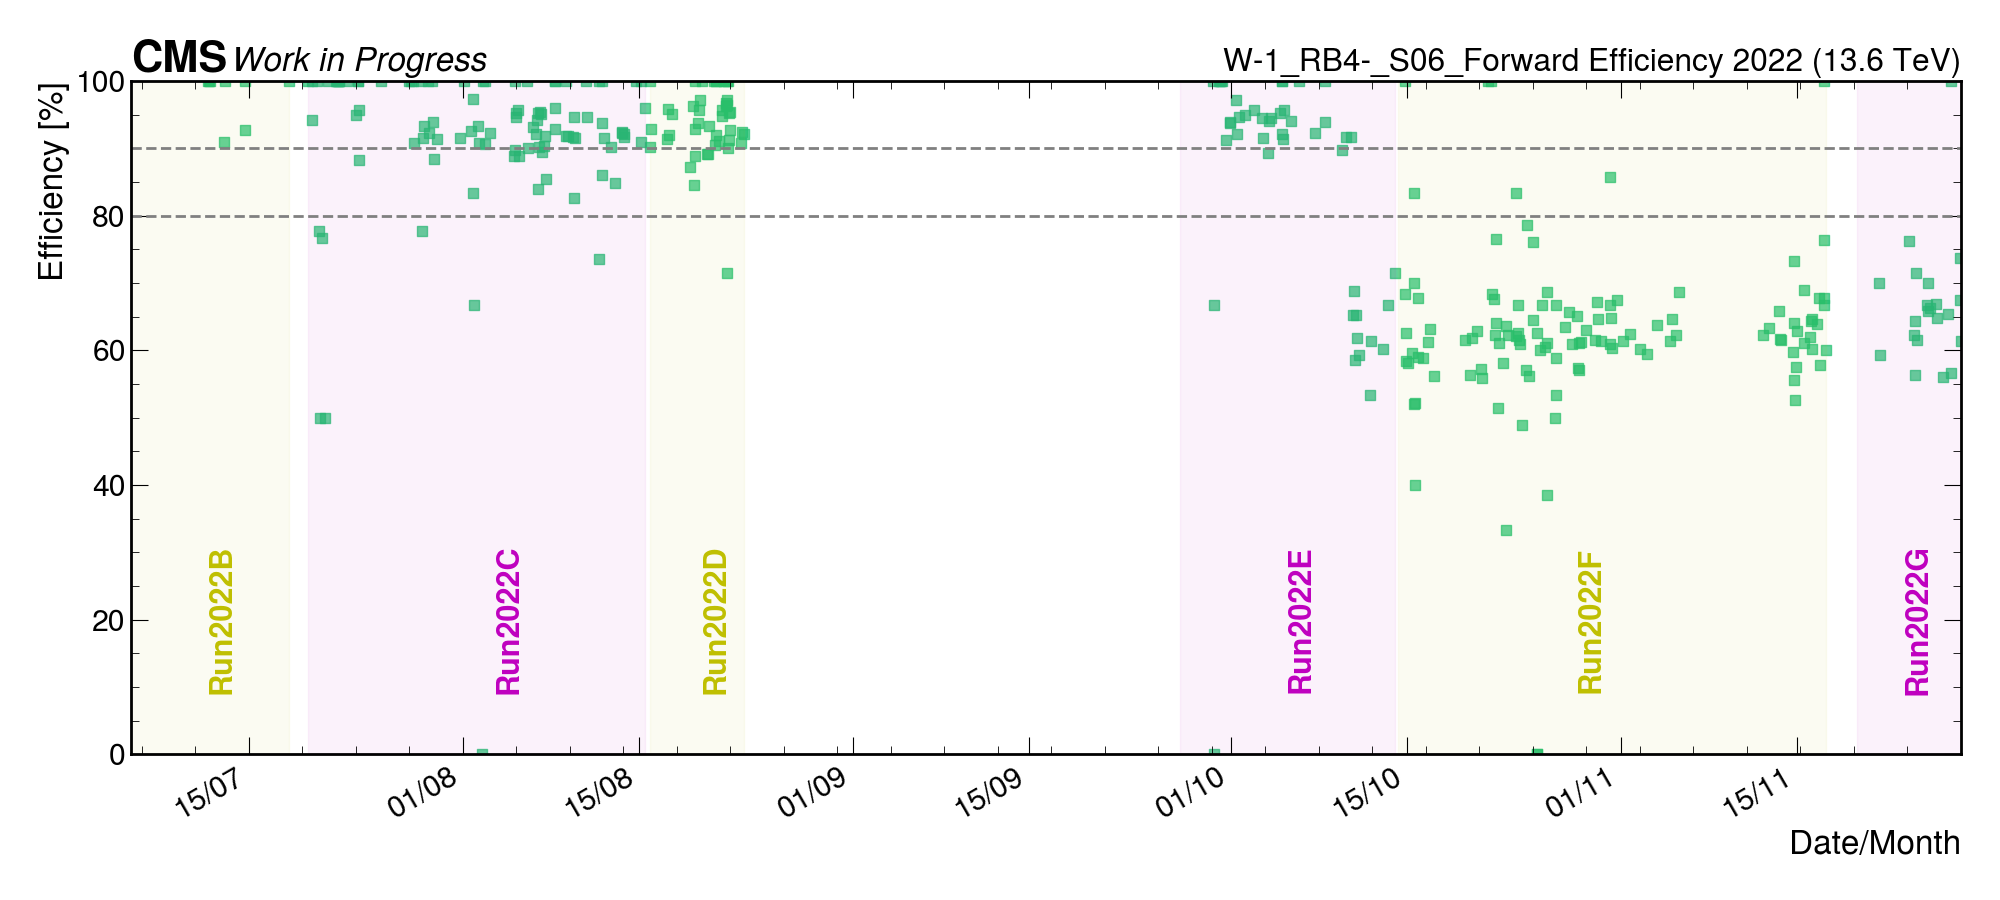 CMS Work in Progress
W-1_RB4-_S06_Forward Efficiency 2022 (13.6 TeV)
Efficiency [%]
100
80
60
40
20
0
Run2022B
Run2022C
Run2022D
Run2022E
Run2022F
Run2022G
15/07
01/08
15/08
01/09
15/09
01/10
15/10
01/11
15/11
Date/Month